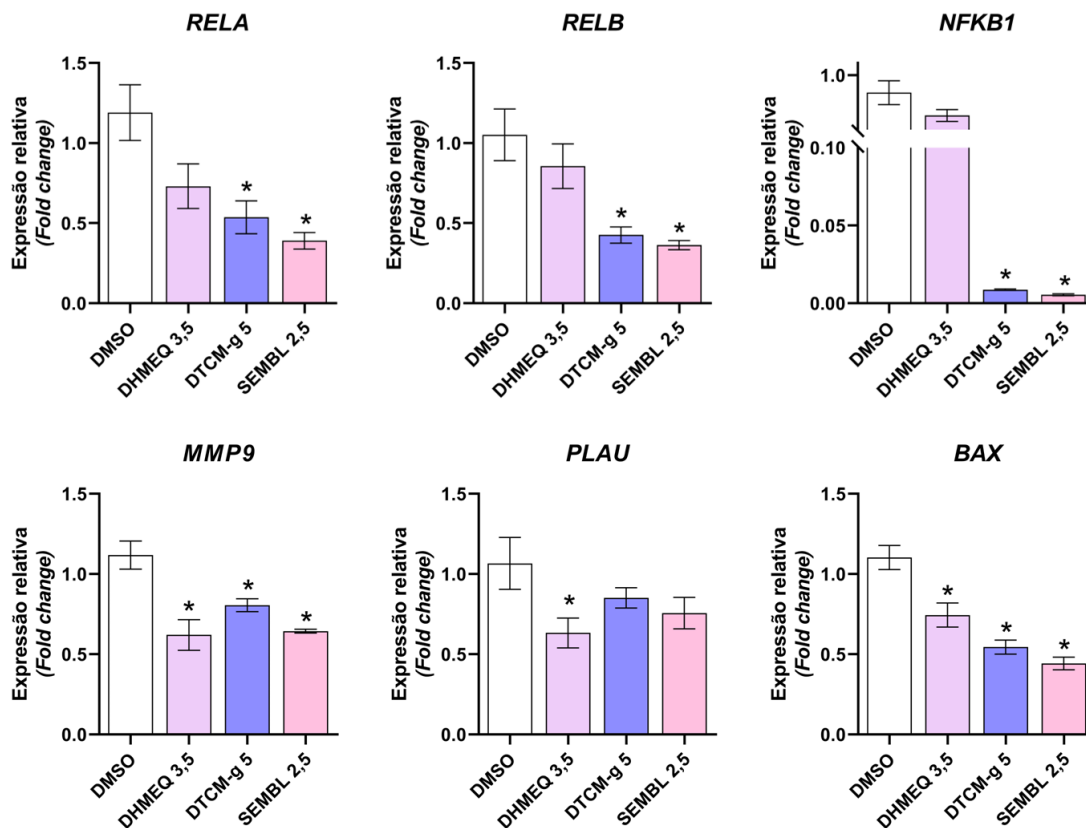 RELA
Expressão relativa
(Fold change)
1.5
1.0
0.5
0.0
*
*
DMSO
DHMEQ 3,5
DTCM-g 5
SEMBL 2,5
RELB
Expressão relativa
(Fold change)
1.5
1.0
0.5
0.0
*
*
DMSO
DHMEQ 3,5
DTCM-g 5
SEMBL 2,5
NFKB1
Expressão relativa
(Fold change)
1.0
0.10
0.05
0.00
*
*
DMSO
DHMEQ 3,5
DTCM-g 5
SEMBL 2,5
MMP9
Expressão relativa
(Fold change)
1.5
1.0
0.5
0.0
*
*
*
DMSO
DHMEQ 3,5
DTCM-g 5
SEMBL 2,5
PLAU
Expressão relativa
(Fold change)
1.5
1.0
0.5
0.0
*
DMSO
DHMEQ 3,5
DTCM-g 5
SEMBL 2,5
BAX
Expressão relativa
(Fold change)
1.5
1.0
0.5
0.0
*
*
*
DMSO
DHMEQ 3,5
DTCM-g 5
SEMBL 2,5